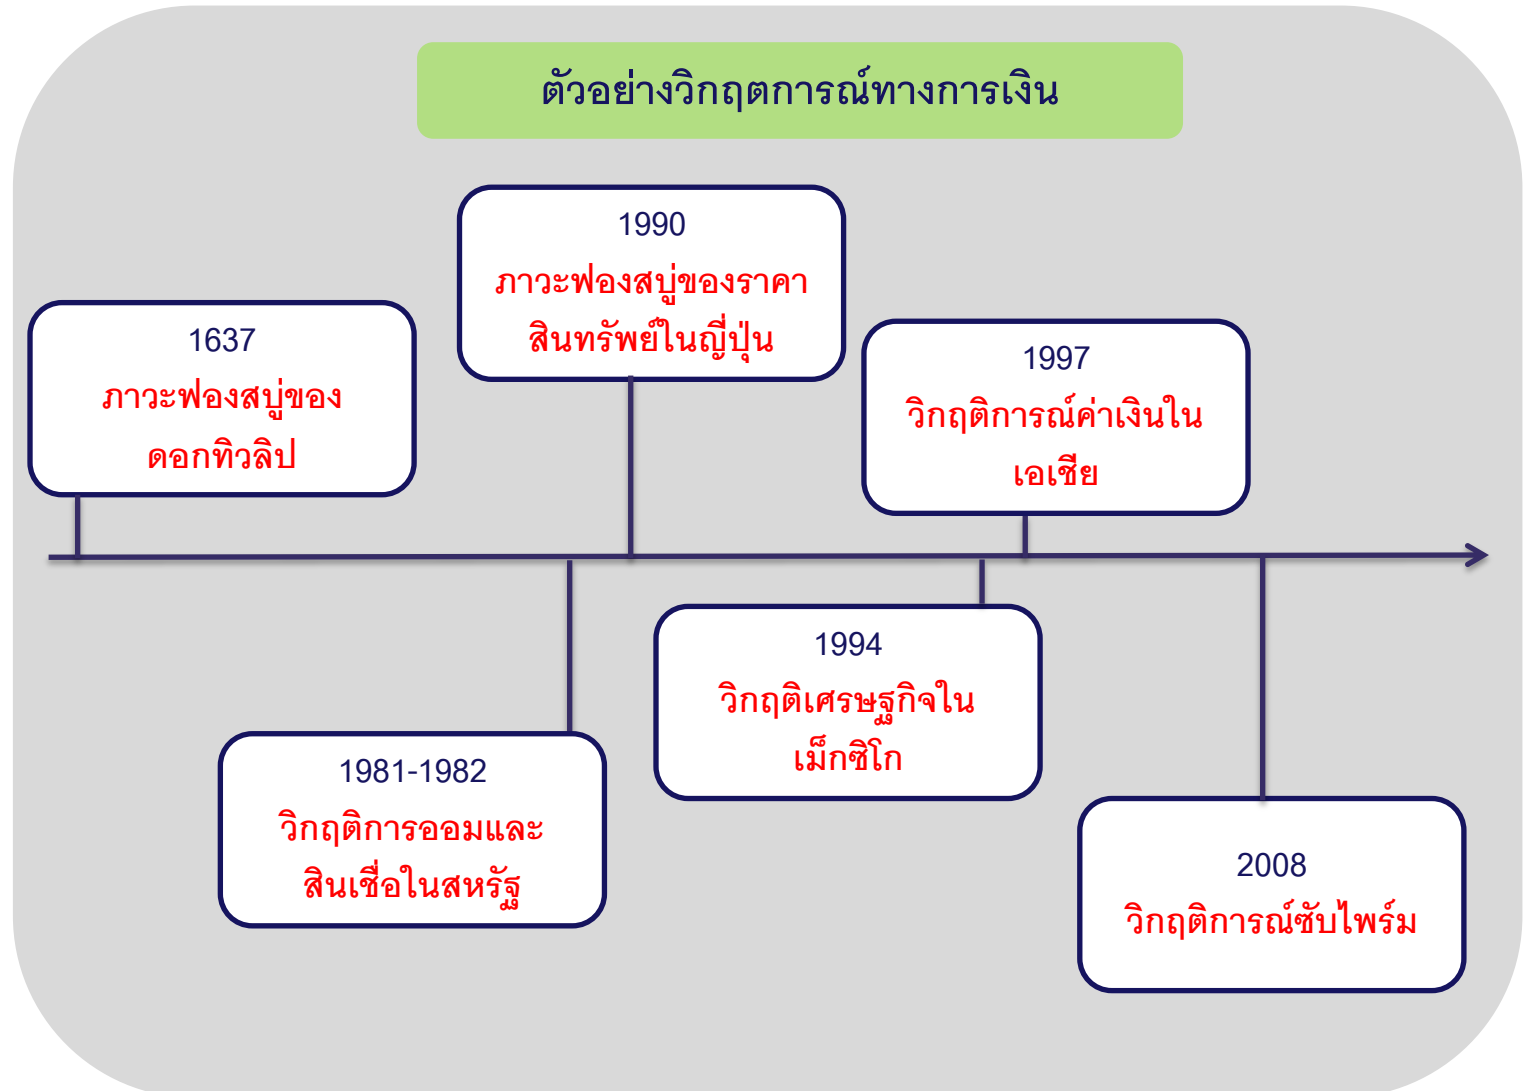 ตัวอย่างวิกฤตการณ์ทางการเงิน
1637
ภาวะฟองสบู่ของ
ดอกทิวลิป
1981-1982
วิกฤติการออมและ
สินเชื่อในสหรัฐ
1990
ภาวะฟองสบู่ของราคา
สินทรัพย์ในญี่ปุ่น
1994
วิกฤติเศรษฐกิจใน
เม็กซิโก
1997
วิกฤติการณ์ค่าเงินใน
เอเชีย
2008
วิกฤติการณ์ซับไพร์ม